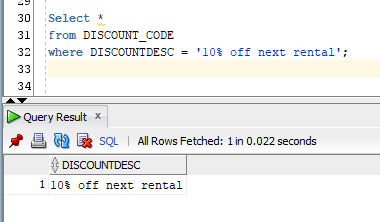 30 Select *
31 from DISCOUNT_CODE
32 where DISCOUNTDESC = '10% off next rental';
33
34
Query Result x
SQL | All Rows Fetched: 1 in 0.022 seconds
DISCOUNTDESC
1 10% off next rental